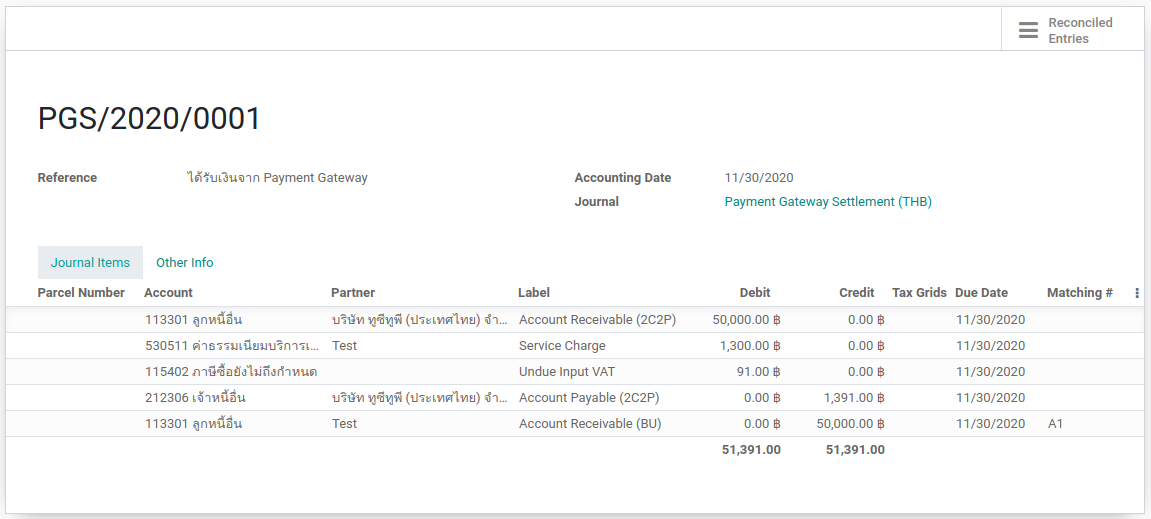 Reconciled
Entries
PGS/2020/0001
Reference ได้รับเงินจาก Payment Gateway Accounting Date 11/30/2020
Journal Payment Gateway Settlement (THB)
Journal Items Other Info
Parcel Number Account Partner Label Debit Credit Tax Grids Due Date Matching #
113301 ลูกหนี้อื่น บริษัท ทูซีทูพี (ประเทศไทย) จำ... Account Receivable (2C2P) 50,000.00 ฿ 0.00 ฿ 11/30/2020
530511 ค่าธรรมเนียมบริการเ... Test Service Charge 1,300.00 ฿ 0.00 ฿ 11/30/2020
115402 ภาษีซื้อยังไม่ถึงกำหนด Undue Input VAT 91.00 ฿ 0.00 ฿ 11/30/2020
212306 เจ้าหนี้อื่น บริษัท ทูซีทูพี (ประเทศไทย) จำ... Account Payable (2C2P) 0.00 ฿ 1,391.00 ฿ 11/30/2020
113301 ลูกหนี้อื่น Test Account Receivable (BU) 0.00 ฿ 50,000.00 ฿ 11/30/2020 A1
51,391.00 51,391.00